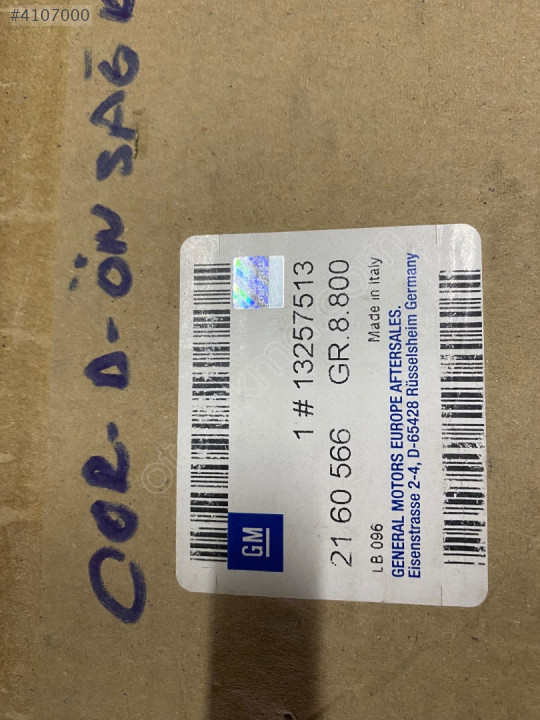 #4107000
COR-D-ÖN SAĞ
1 # 13257513
21 60 566 GR.8.800
LB 096 Made in Italy
GENERAL MOTORS EUROPE AFTERSALES.
Eisenstrasse 2-4, D-65428 Rüsselsheim Germany
GM